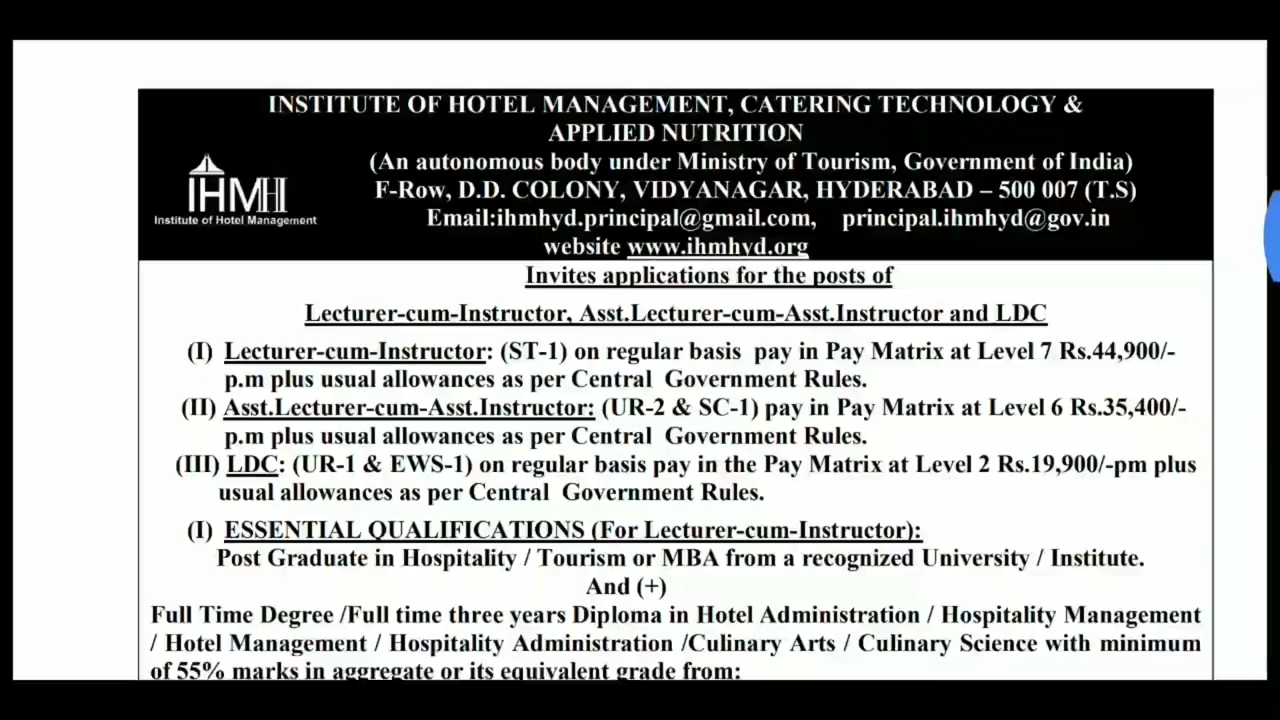 INSTITUTE OF HOTEL MANAGEMENT, CATERING TECHNOLOGY &
APPLIED NUTRITION
(An autonomous body under Ministry of Tourism, Government of India)
F-Row, D.D. COLONY, VIDYANAGAR, HYDERABAD – 500 007 (T.S)
IHMH
Institute of Hotel Management
Email:ihmhyd.principal@gmail.com, principal.ihmhyd@gov.in
website www.ihmhyd.org
Invites applications for the posts of
Lecturer-cum-Instructor, Asst.Lecturer-cum-Asst.Instructor and LDC
(I) Lecturer-cum-Instructor: (ST-1) on regular basis pay in Pay Matrix at Level 7 Rs.44,900/-
p.m plus usual allowances as per Central Government Rules.
(II) Asst.Lecturer-cum-Asst.Instructor: (UR-2 & SC-1) pay in Pay Matrix at Level 6 Rs.35,400/-
p.m plus usual allowances as per Central Government Rules.
(III) LDC: (UR-1 & EWS-1) on regular basis pay in the Pay Matrix at Level 2 Rs.19,900/-pm plus
usual allowances as per Central Government Rules.
(I) ESSENTIAL QUALIFICATIONS (For Lecturer-cum-Instructor):
Post Graduate in Hospitality / Tourism or MBA from a recognized University / Institute.
And (+)
Full Time Degree /Full time three years Diploma in Hotel Administration / Hospitality Management
/ Hotel Management / Hospitality Administration /Culinary Arts / Culinary Science with minimum
of 55% marks in aggregate or its equivalent grade from: